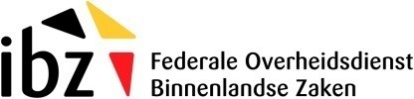 ibz
Federale Overheidsdienst
Binnenlandse Zaken